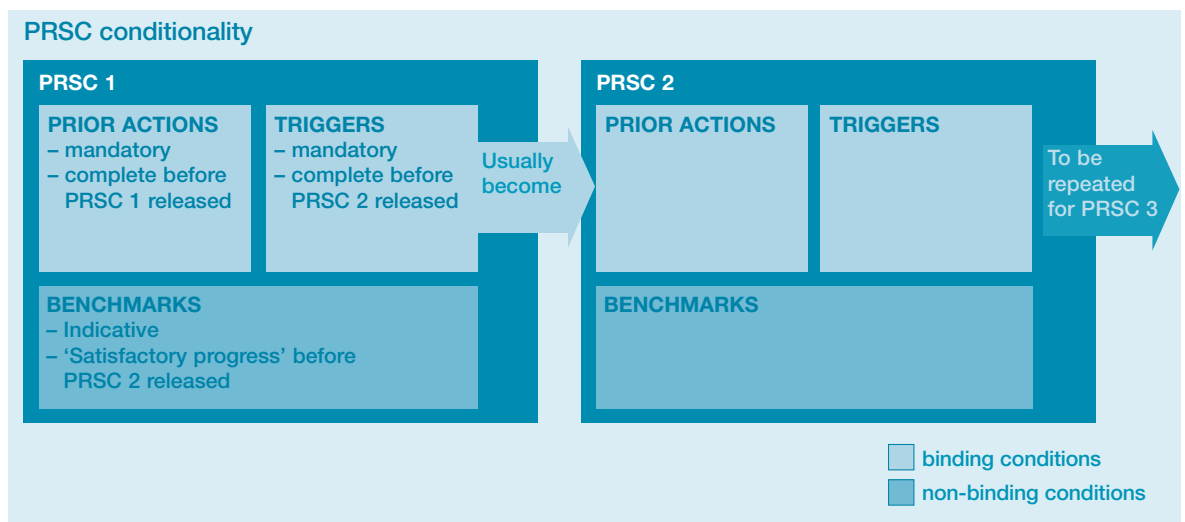 PRSC conditionality
PRSC 1
PRIOR ACTIONS
– mandatory
– complete before
PRSC 1 released
TRIGGERS
– mandatory
– complete before
PRSC 2 released
BENCHMARKS
– Indicative
– ‘Satisfactory progress’ before
PRSC 2 released
Usually
become
PRSC 2
PRIOR ACTIONS
TRIGGERS
BENCHMARKS
To be
repeated
for PRSC 3
binding conditions
non-binding conditions